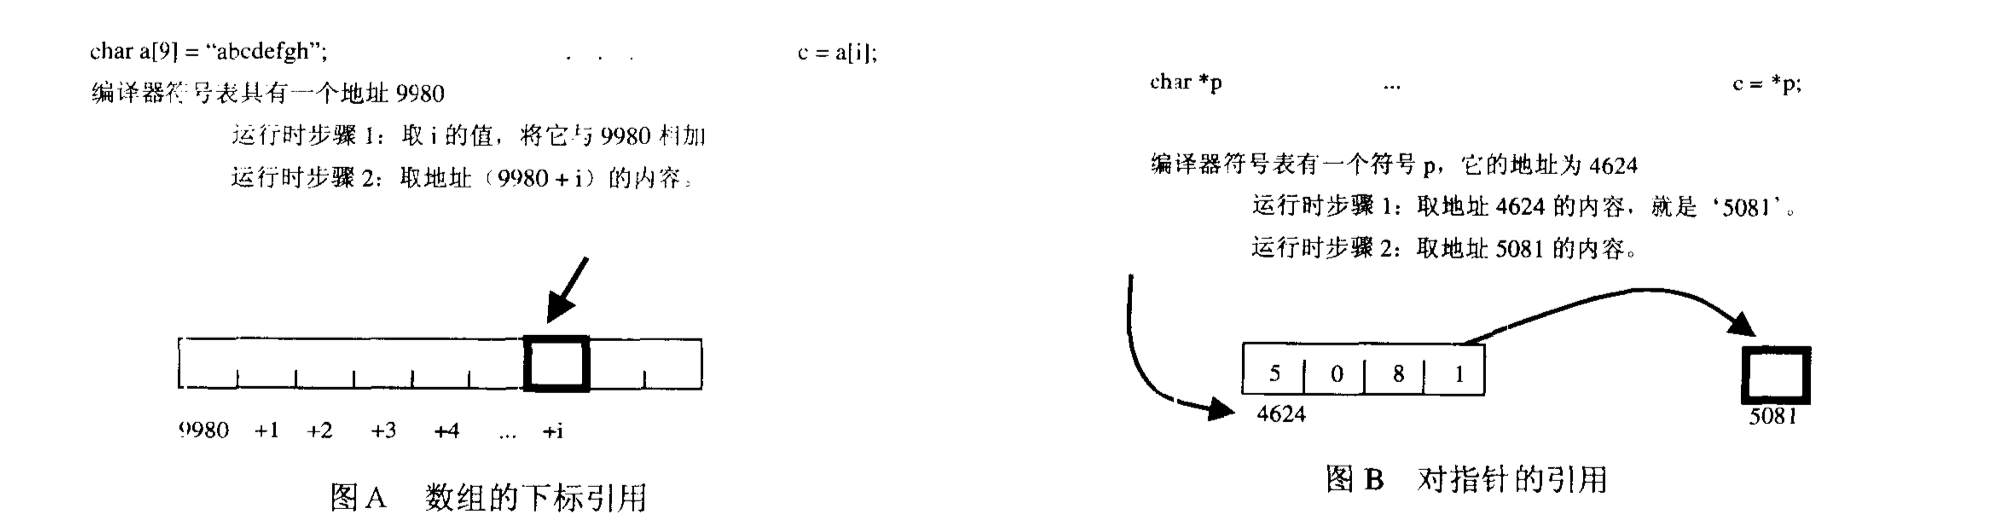 char a[9] = “abcdefgh”; . . . c = a[i];
编译器符号表具有一个地址 9980
运行时步骤 1：取 i 的值，将它与 9980 相加
运行时步骤 2：取地址（9980 + i）的内容。
9980 +1 +2 +3 +4 ... +i
图 A 数组的下标引用
char *p ... c = *p;
编译器符号表有一个符号 p，它的地址为 4624
运行时步骤 1：取地址 4624 的内容，就是‘5081’。
运行时步骤 2：取地址 5081 的内容。
5 0 8 1
4624 5081
图 B 对指针的引用